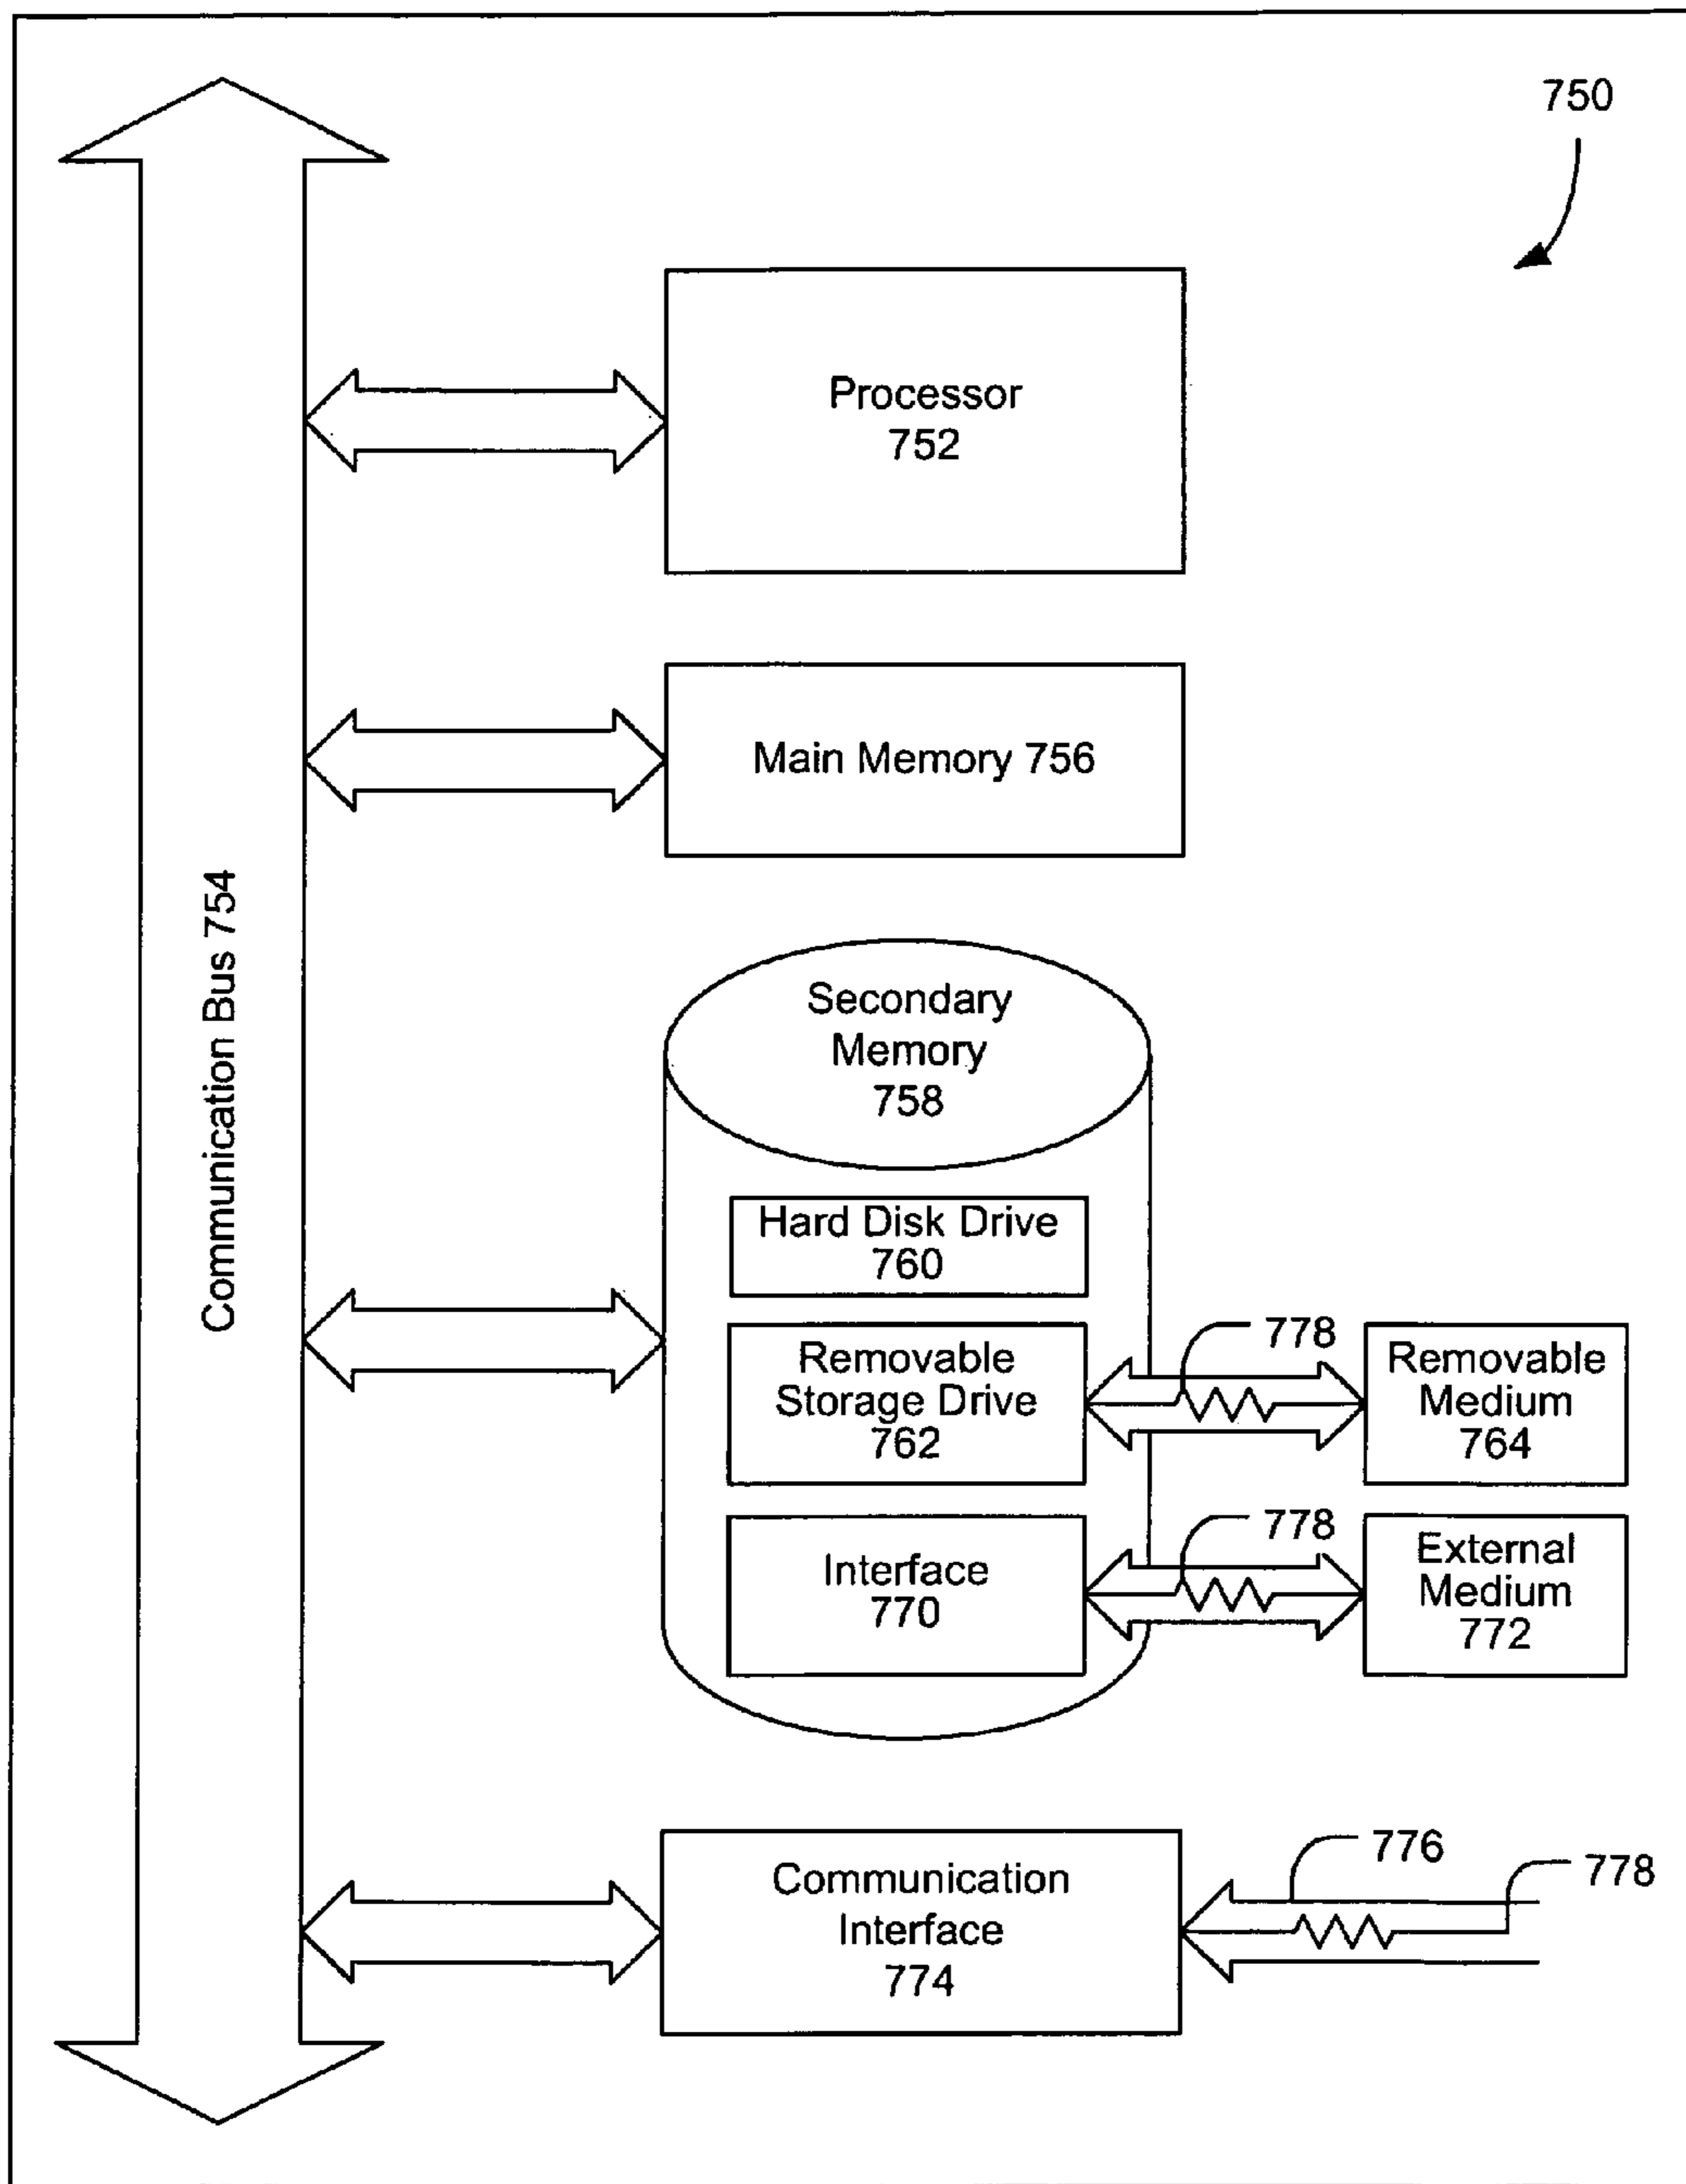 750
Processor
752
Main Memory 756
Communication Bus 754
Secondary
Memory
758
Hard Disk Drive
760
778
Removable
Storage Drive
762
Removable
Medium
764
778
Interface
770
External
Medium
772
776
778
Communication
Interface
774